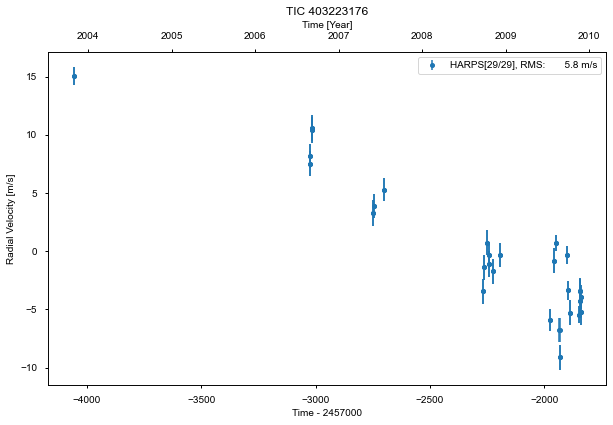 TIC 403223176
Time [Year]
2004 2005 2006 2007 2008 2009 2010
HARPS[29/29], RMS: 5.8 m/s
Radial Velocity [m/s]
15
10
5
0
−5
−10
−4000 −3500 −3000 −2500 −2000
Time - 2457000